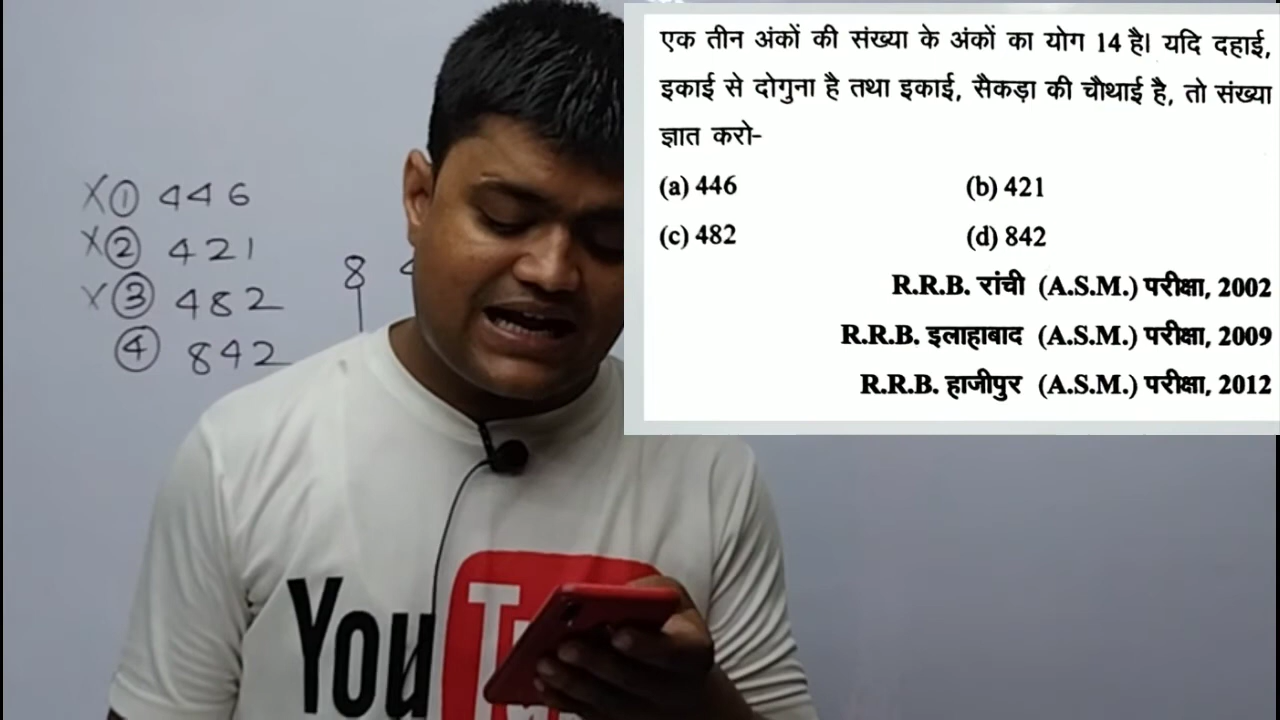 एक तीन अंकों की संख्या के अंकों का योग 14 है। यदि दहाई,
इकाई से दोगुना है तथा इकाई, सैकड़ा की चौथाई है, तो संख्या
ज्ञात करो-
(a) 446 (b) 421
(c) 482 (d) 842
R.R.B. रांची (A.S.M.) परीक्षा, 2002
R.R.B. इलाहाबाद (A.S.M.) परीक्षा, 2009
R.R.B. हाजीपुर (A.S.M.) परीक्षा, 2012
X ① 446
X ② 421
X ③ 482
④ 842
8
You